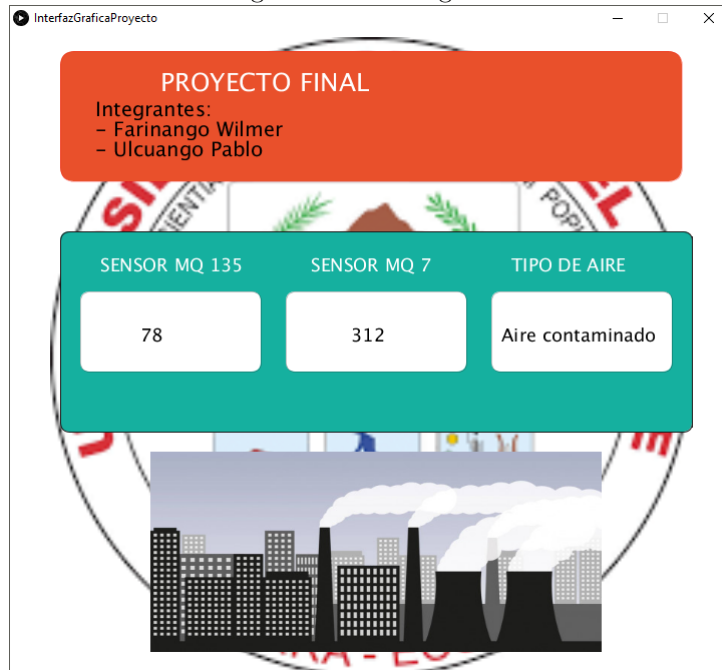 InterfazGraficaProyecto
PROYECTO FINAL
Integrantes:
- Farinango Wilmer
- Ulcuango Pablo
SENSOR MQ 135
SENSOR MQ 7
TIPO DE AIRE
78
312
Aire contaminado